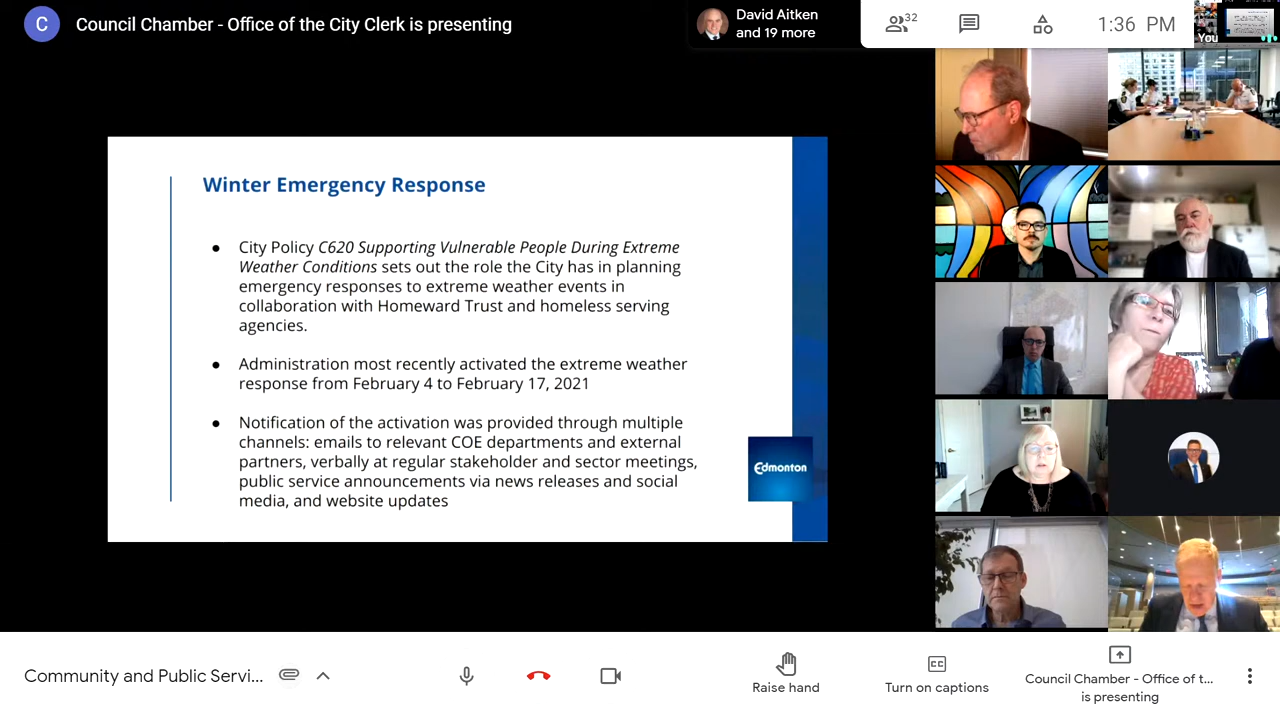 C
Council Chamber - Office of the City Clerk is presenting
David Aitken
and 19 more
32
1:36 PM
You
Winter Emergency Response
● City Policy C620 Supporting Vulnerable People During Extreme
Weather Conditions sets out the role the City has in planning
emergency responses to extreme weather events in
collaboration with Homeward Trust and homeless serving
agencies.
● Administration most recently activated the extreme weather
response from February 4 to February 17, 2021
● Notification of the activation was provided through multiple
channels: emails to relevant COE departments and external
partners, verbally at regular stakeholder and sector meetings,
public service announcements via news releases and social
media, and website updates
Edmonton
Community and Public Servi...
Raise hand
CC
Turn on captions
Council Chamber - Office of t...
is presenting